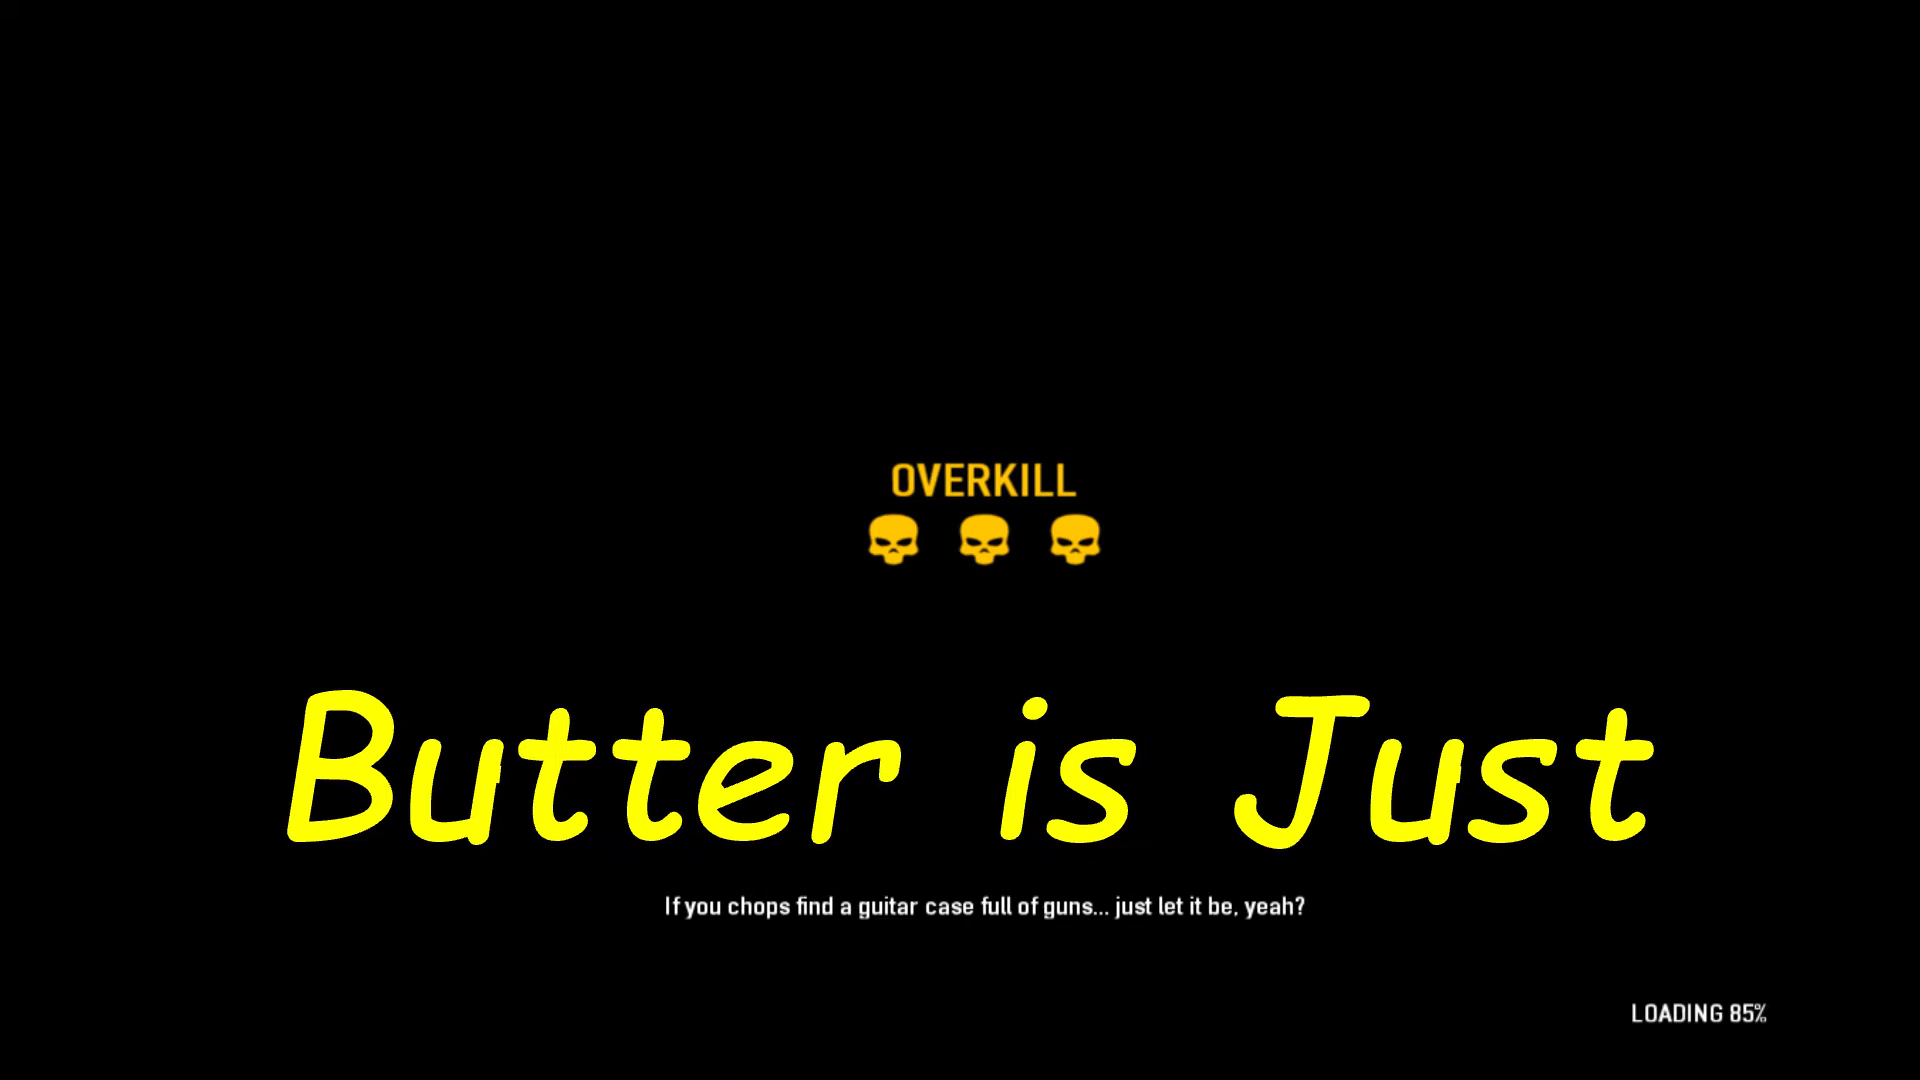 OVERKILL
Butter is Just
If you chops find a guitar case full of guns... just let it be, yeah?
LOADING 85%